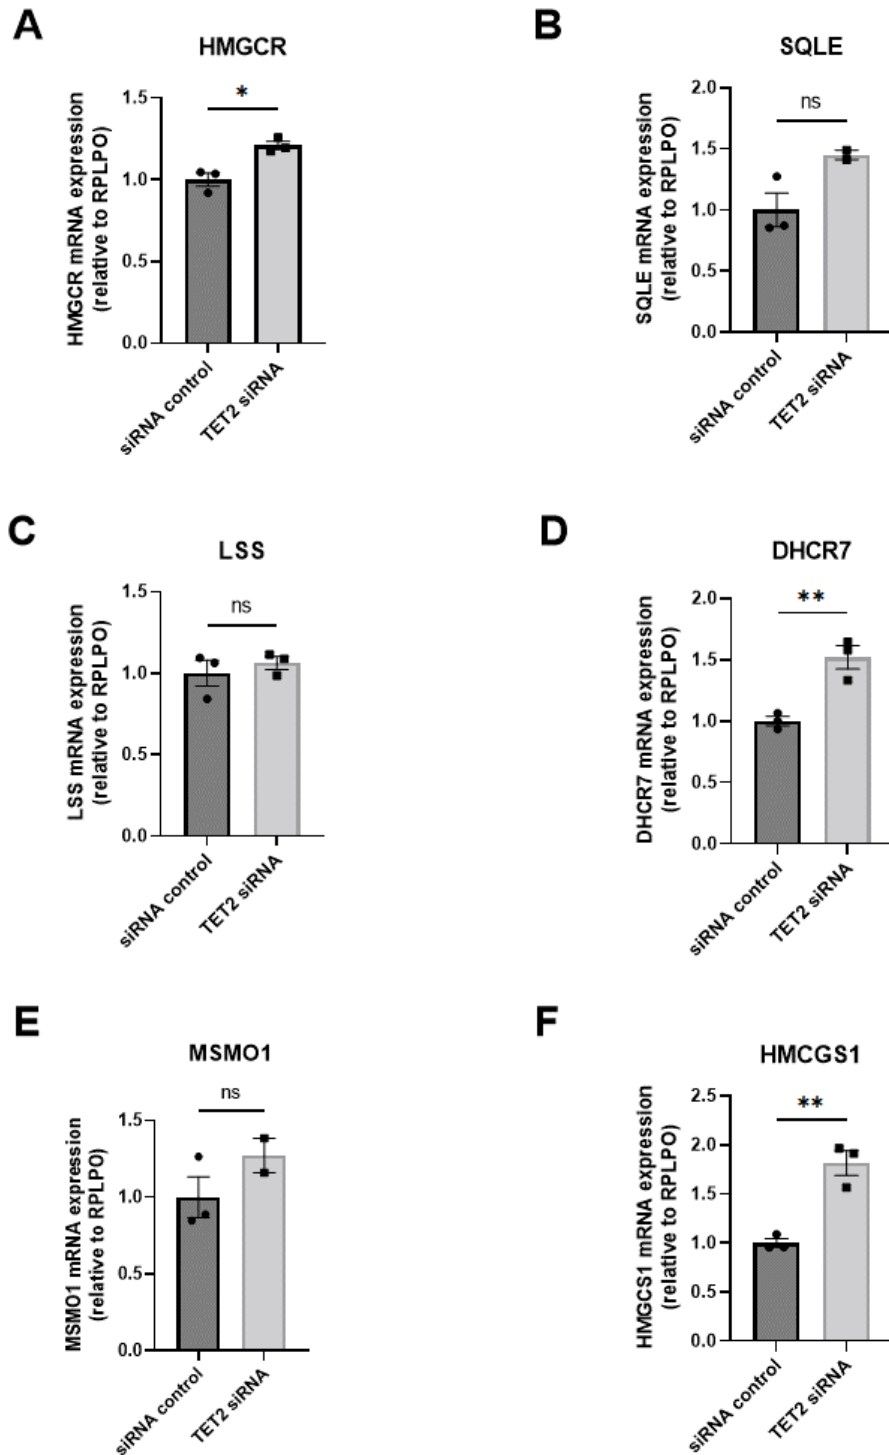 A
HMGCR
*
HMGCR mRNA expression
(relative to RPLPO)
1.5
1.0
0.5
0.0
siRNA control
TET2 siRNA
B
SQLE
ns
SQLE mRNA expression
(relative to RPLPO)
2.0
1.5
1.0
0.5
0.0
siRNA control
TET2 siRNA
C
LSS
ns
LSS mRNA expression
(relative to RPLPO)
1.5
1.0
0.5
0.0
siRNA control
TET2 siRNA
D
DHCR7
**
DHCR7 mRNA expression
(relative to RPLPO)
2.0
1.5
1.0
0.5
0.0
siRNA control
TET2 siRNA
E
MSMO1
ns
MSMO1 mRNA expression
(relative to RPLPO)
1.5
1.0
0.5
0.0
siRNA control
TET2 siRNA
F
HMCGS1
**
HMGCS1 mRNA expression
(relative to RPLPO)
2.5
2.0
1.5
1.0
0.5
0.0
siRNA control
TET2 siRNA